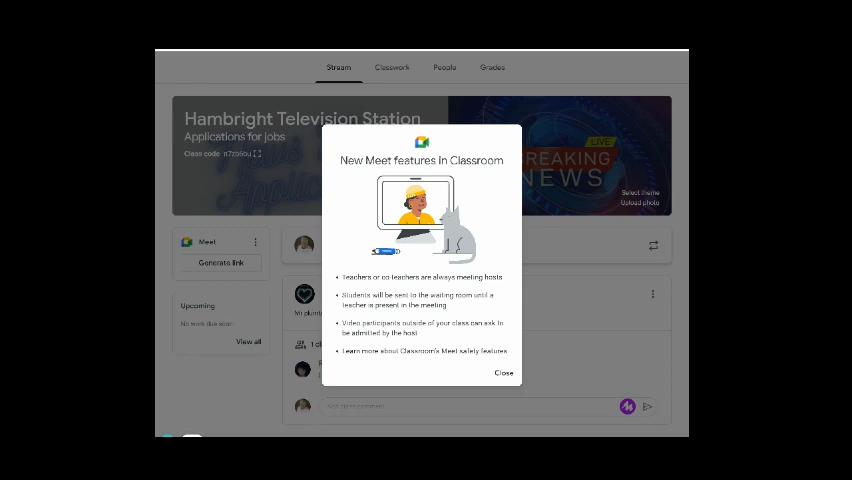 Stream Classwork People Grades
Hambright Television Station
Applications for jobs
Class code n7zb6bu
LIVE
BREAKING
NEWS
Select theme
Upload photo
New Meet features in Classroom
Meet
Generate link
Upcoming
No work due soon
View all
• Teachers or co-teachers are always meeting hosts
• Students will be sent to the waiting room until a
teacher is present in the meeting
• Video participants outside of your class can ask to
be admitted by the host
• Learn more about Classroom's Meet safety features
Close
Add class comment